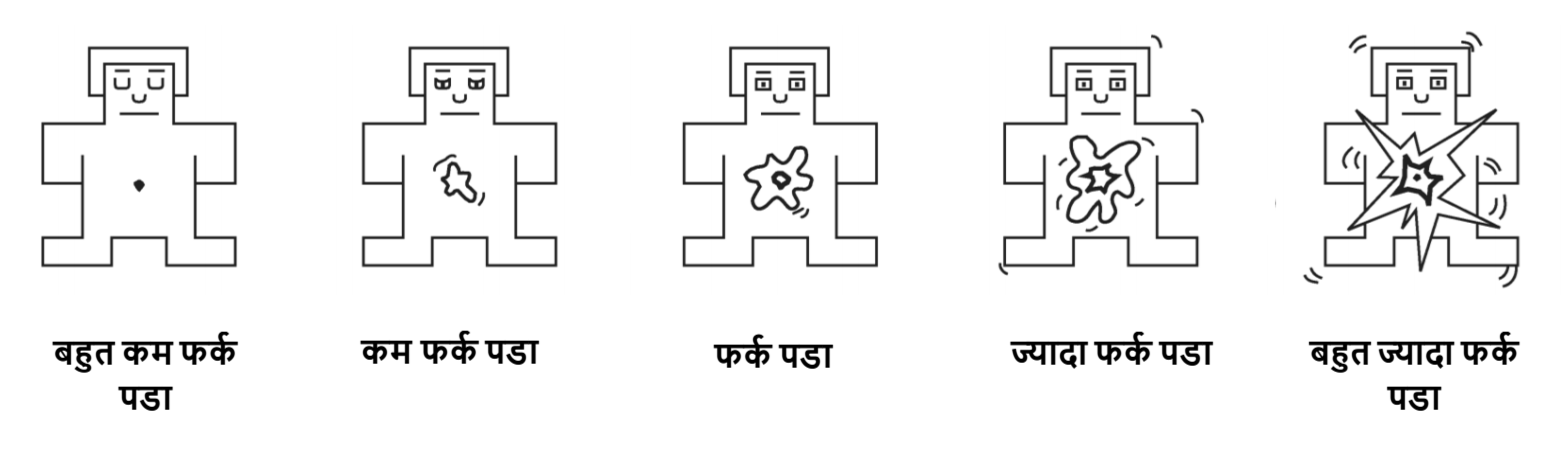 बहुत कम फर्क
पडा
कम फर्क पडा
फर्क पडा
ज्यादा फर्क पडा
बहुत ज्यादा फर्क
पडा